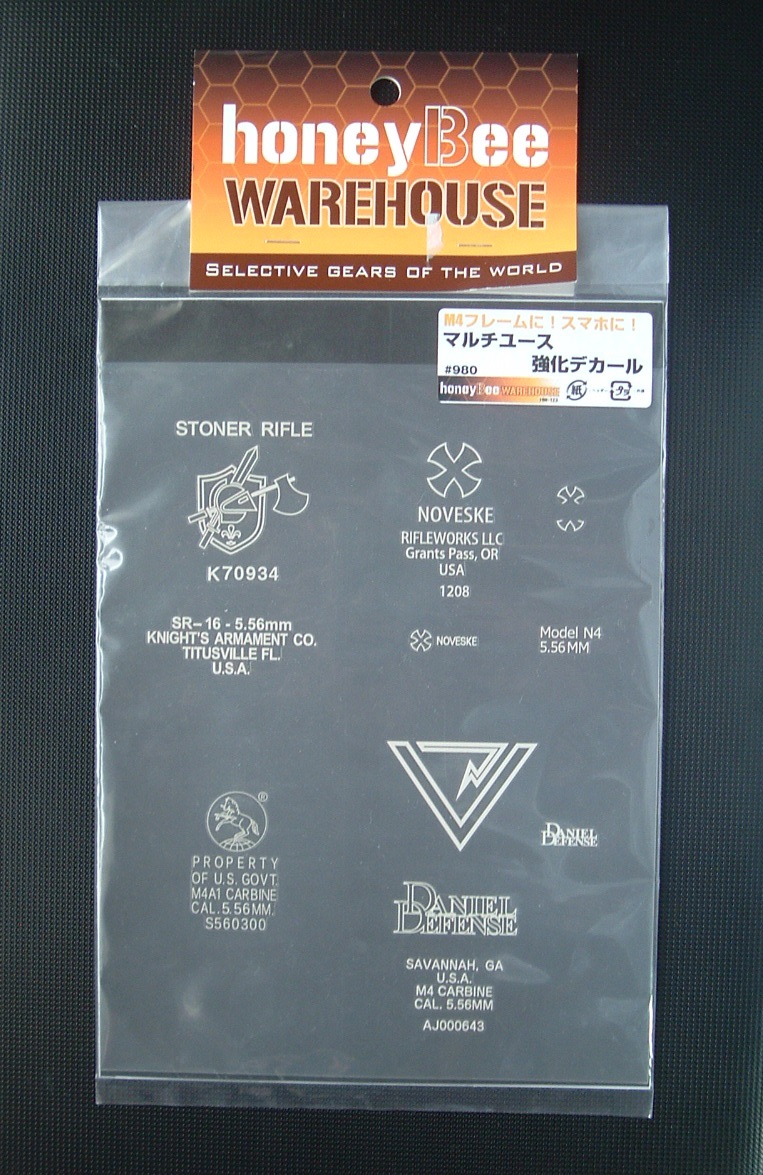 honeyBee
WAREHOUSE
SELECTIVE GEARS OF THE WORLD
M4フレームに!スマホに!
マルチユース
強化デカール
#980
honeyBee WAREHOUSE
紙
プラ
STONER RIFLE
K70934
SR-16 - 5.56mm
KNIGHT'S ARMAMENT CO.
TITUSVILLE FL.
U.S.A.
NOVESKE
RIFLEWORKS LLC
Grants Pass, OR
USA
1208
NOVESKE
Model N4
5.56MM
®
PROPERTY
OF U.S. GOVT.
M4A1 CARBINE
CAL.5.56MM.
S560300
DANIEL
DEFENSE
DANIEL
DEFENSE
SAVANNAH, GA
U.S.A.
M4 CARBINE
CAL. 5.56MM
AJ000643